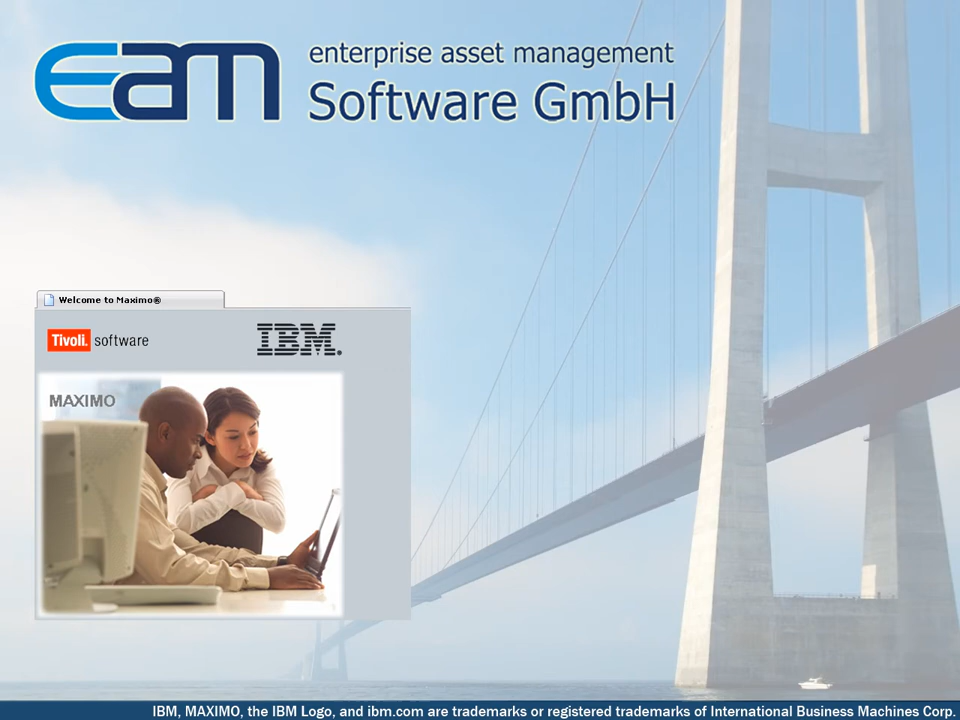 eam
enterprise asset management
Software GmbH
Welcome to Maximo®
Tivoli. software
IBM®
MAXIMO
IBM, MAXIMO, the IBM Logo, and ibm.com are trademarks or registered trademarks of International Business Machines Corp.